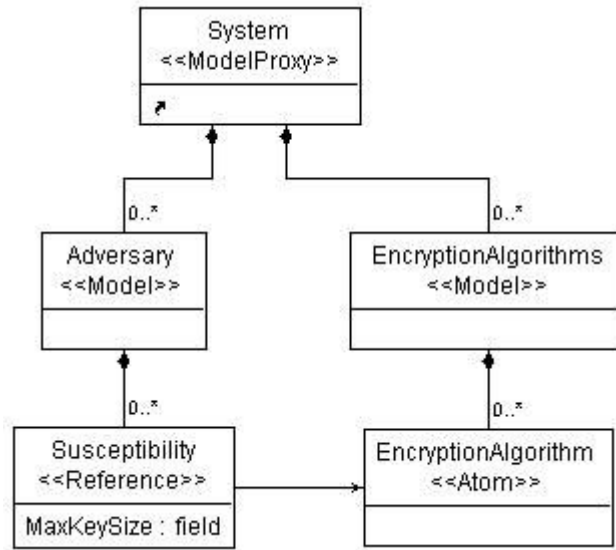 System
<<ModelProxy>>
0..*
0..*
Adversary
<<Model>>
EncryptionAlgorithms
<<Model>>
0..*
0..*
Susceptibility
<<Reference>>
MaxKeySize : field
EncryptionAlgorithm
<<Atom>>